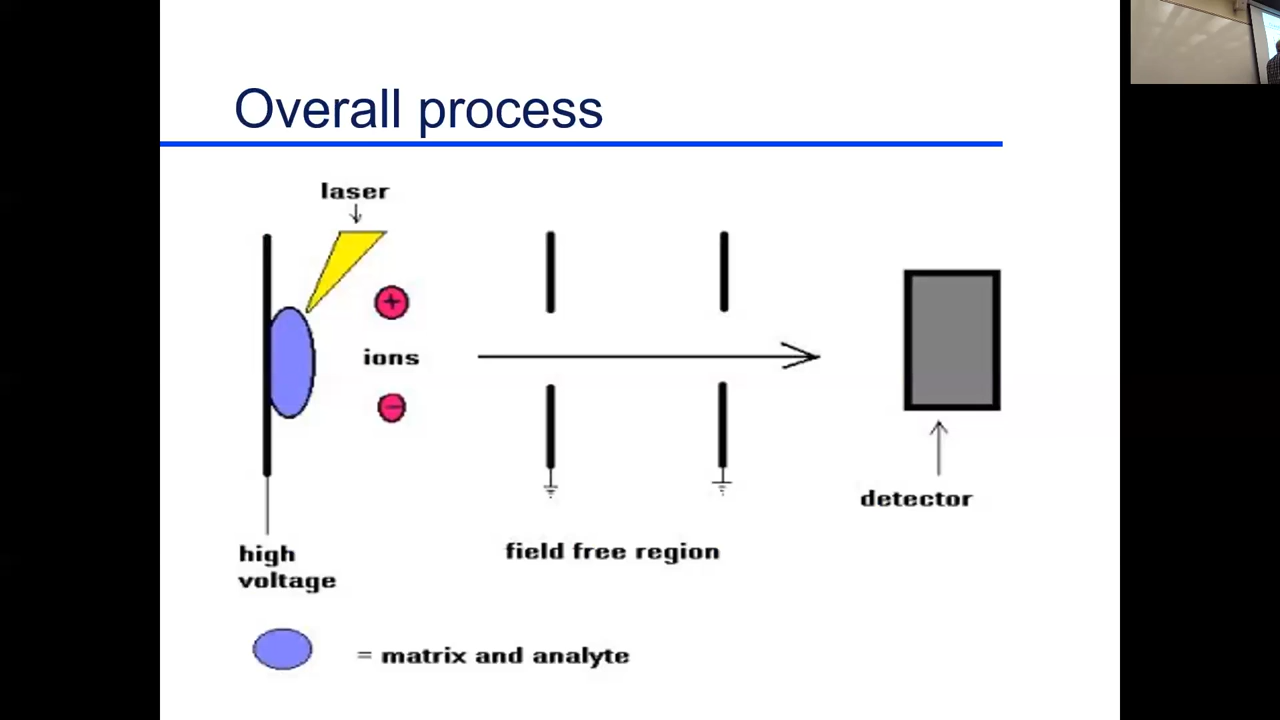 Overall process
laser
+
ions
−
field free region
detector
high
voltage
= matrix and analyte